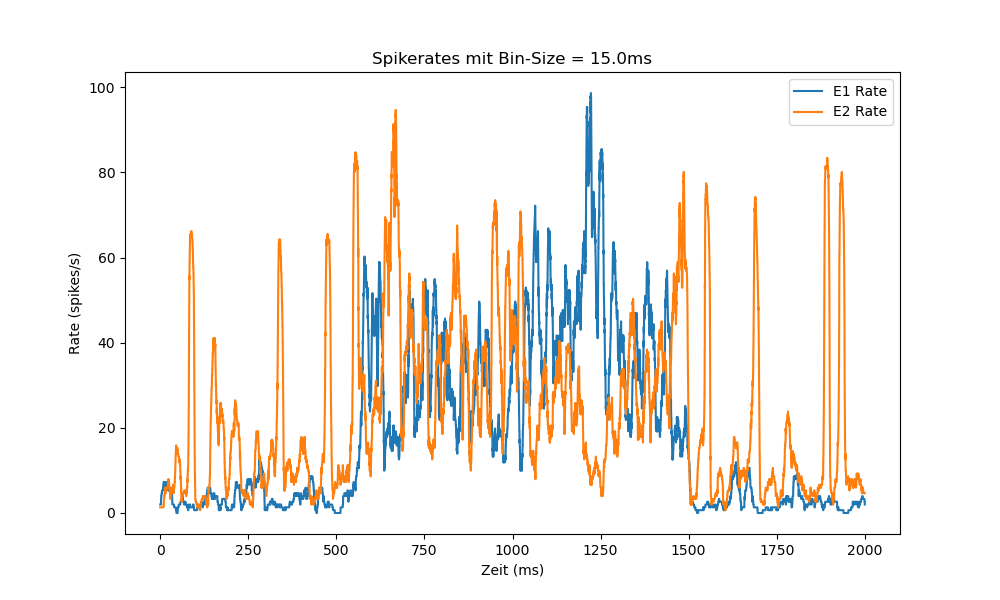 Spikerates mit Bin-Size = 15.0ms
E1 Rate
E2 Rate
Rate (spikes/s)
100
80
60
40
20
0
0 250 500 750 1000 1250 1500 1750 2000
Zeit (ms)